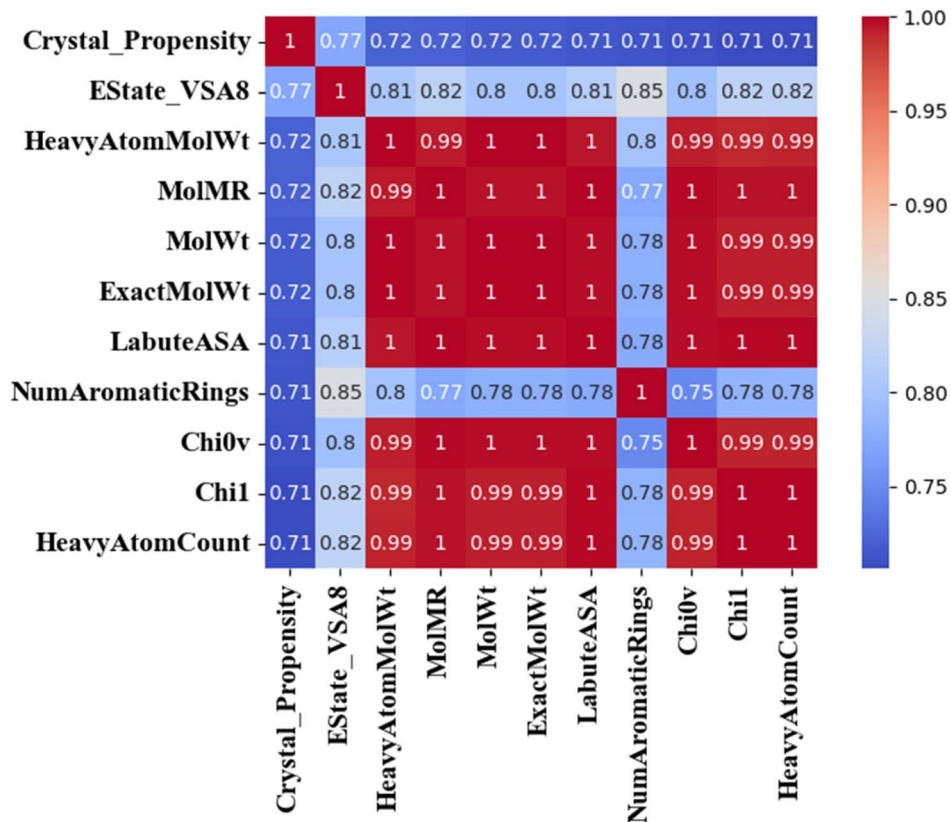 Crystal_Propensity 1 0.77 0.72 0.72 0.72 0.72 0.71 0.71 0.71 0.71 0.71
EState_VSA8 0.77 1 0.81 0.82 0.8 0.8 0.81 0.85 0.8 0.82 0.82
HeavyAtomMolWt 0.72 0.81 1 0.99 1 1 1 0.8 0.99 0.99 0.99
MolMR 0.72 0.82 0.99 1 1 1 1 0.77 1 1 1
MolWt 0.72 0.8 1 1 1 1 1 0.78 1 0.99 0.99
ExactMolWt 0.72 0.8 1 1 1 1 1 0.78 1 0.99 0.99
LabuteASA 0.71 0.81 1 1 1 1 1 0.78 1 1 1
NumAromaticRings 0.71 0.85 0.8 0.77 0.78 0.78 0.78 1 0.75 0.78 0.78
Chi0v 0.71 0.8 0.99 1 1 1 1 0.75 1 0.99 0.99
Chi1 0.71 0.82 0.99 1 0.99 0.99 1 0.78 0.99 1 1
HeavyAtomCount 0.71 0.82 0.99 1 0.99 0.99 1 0.78 0.99 1 1
Crystal_Propensity
EState_VSA8
HeavyAtomMolWt
MolMR
MolWt
ExactMolWt
LabuteASA
NumAromaticRings
Chi0v
Chi1
HeavyAtomCount
1.00
0.95
0.90
0.85
0.80
0.75